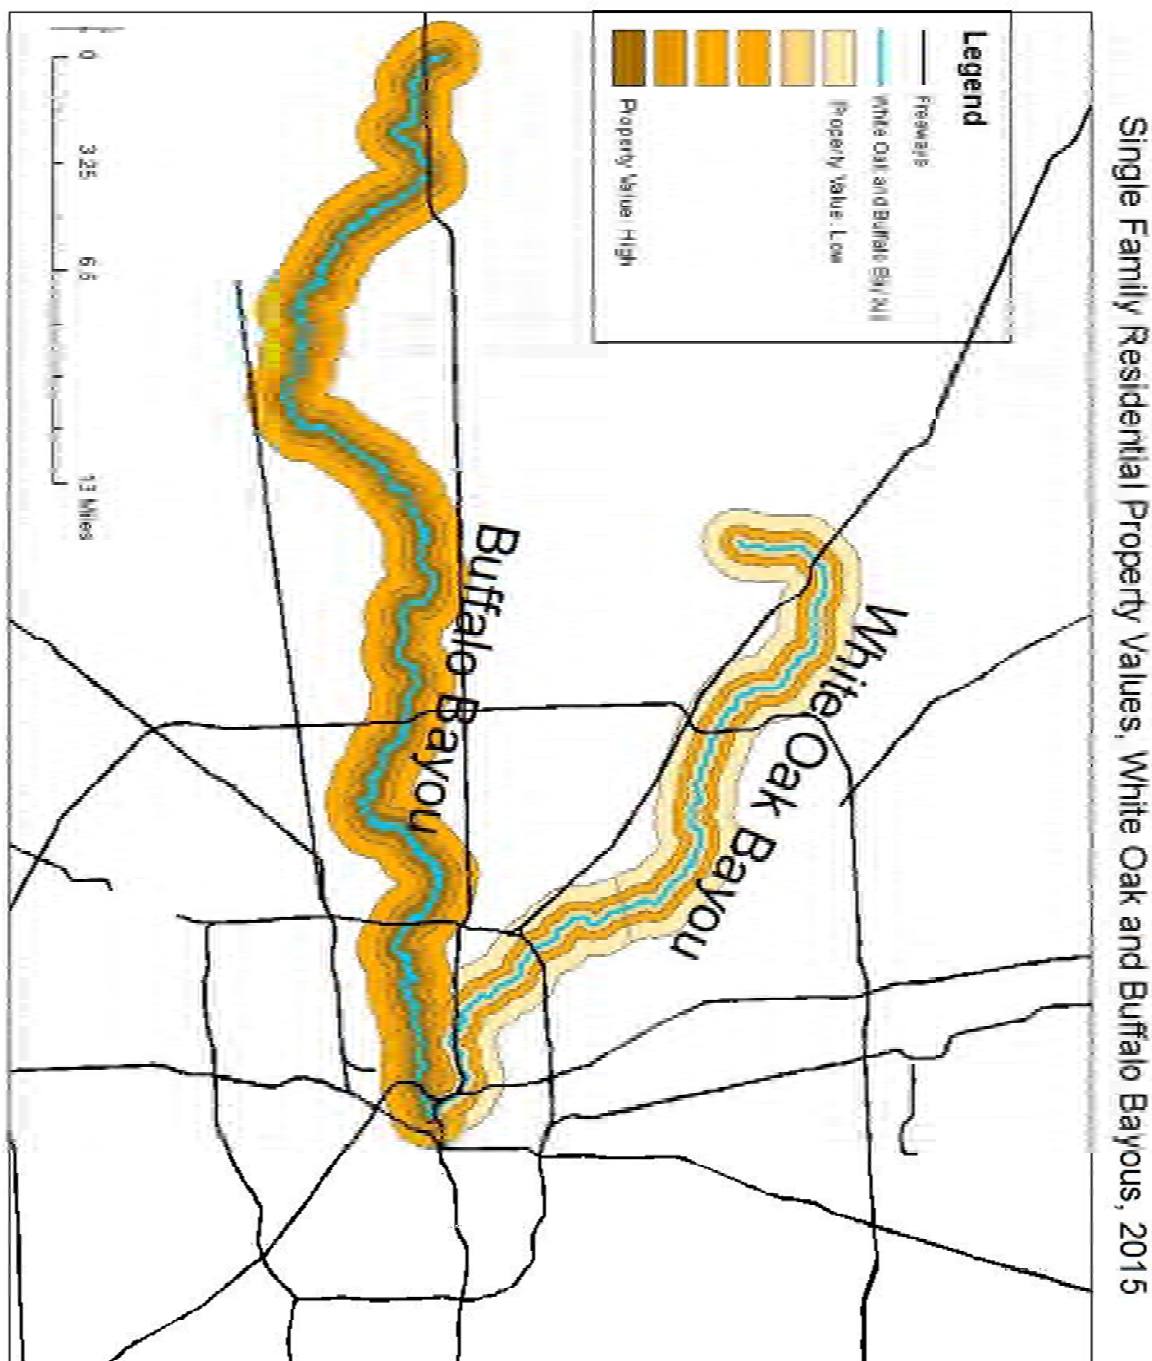 Single Family Residential Property Values, White Oak and Buffalo Bayous, 2015
Legend
Freeways
White Oak and Buffalo Bayous
Property Value: Low
Property Value: High
White Oak Bayou
Buffalo Bayou
0 3.25 6.5 13 Miles